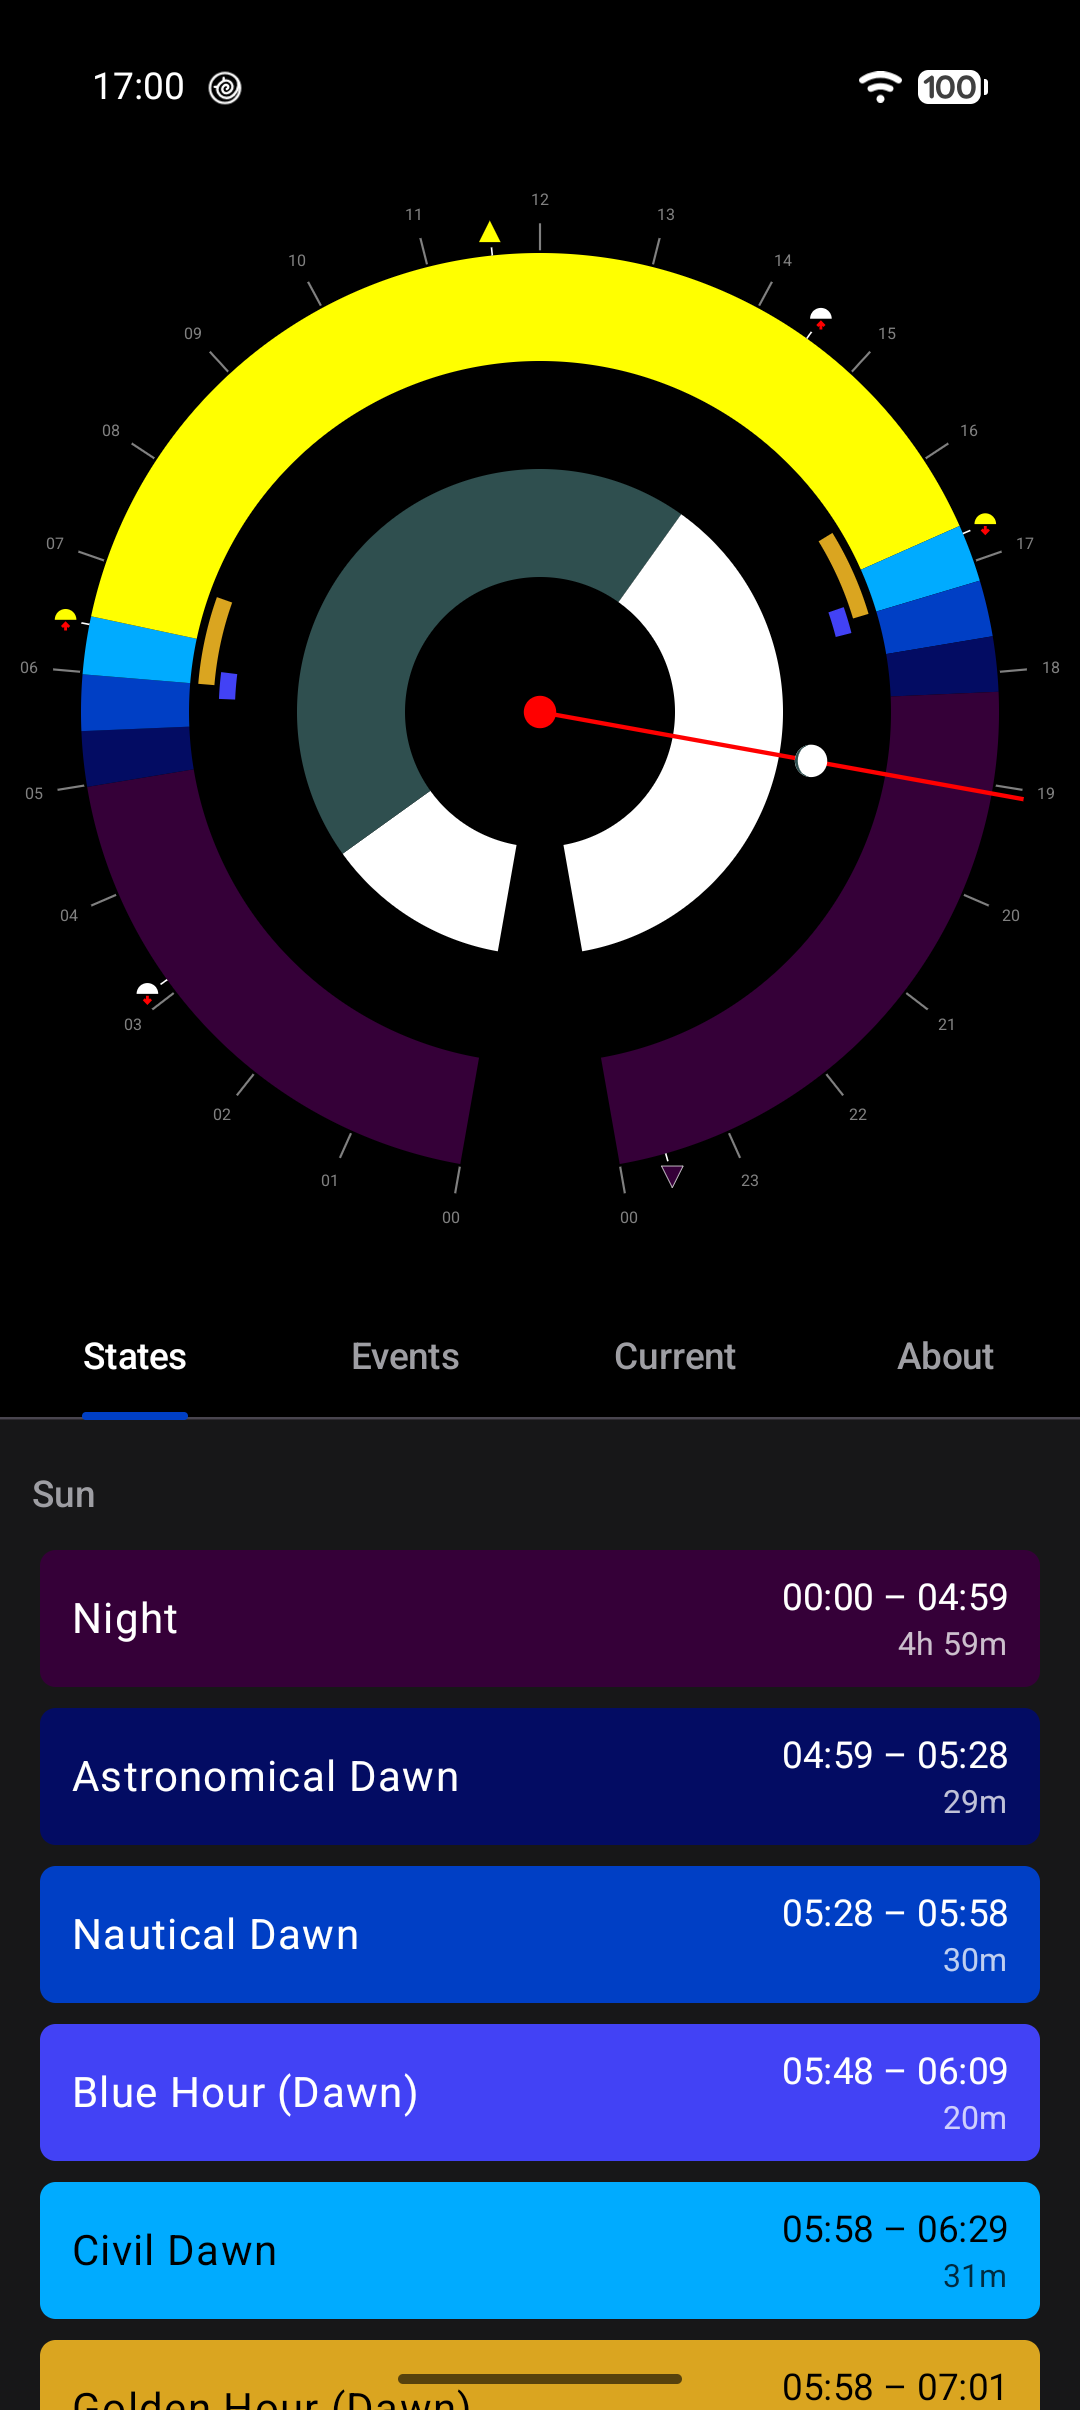 17:00
100
12
11
13
10
14
09
15
08
16
07
17
06
18
05
19
04
20
03
21
02
22
01
23
00
00
States
Events
Current
About
Sun
Night
00:00 – 04:59
4h 59m
Astronomical Dawn
04:59 – 05:28
29m
Nautical Dawn
05:28 – 05:58
30m
Blue Hour (Dawn)
05:48 – 06:09
20m
Civil Dawn
05:58 – 06:29
31m
Golden Hour (Dawn)
05:58 – 07:01